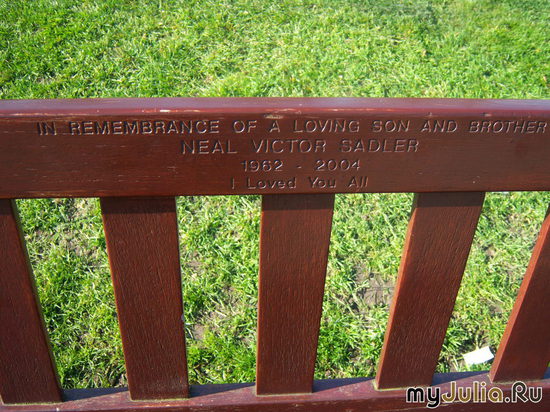 IN REMEMBRANCE OF A LOVING SON AND BROTHER
NEAL VICTOR SADLER
1962 - 2004
I Loved You All
myJulia.Ru